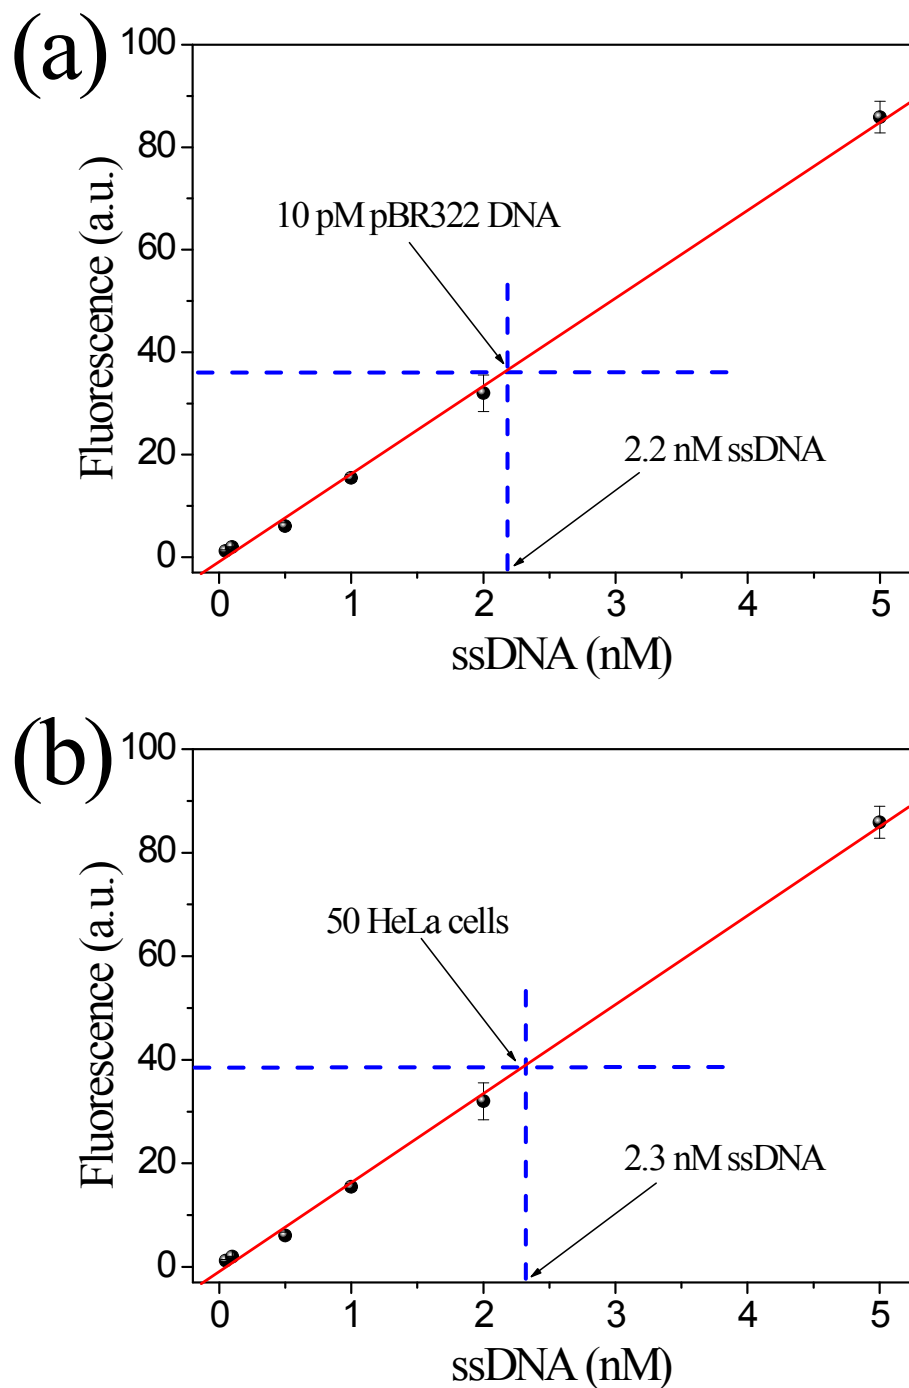 (a)
100
80
60
40
20
0
Fluorescence (a.u.)
10 pM pBR322 DNA
2.2 nM ssDNA
0 1 2 3 4 5
ssDNA (nM)
(b)
100
80
60
40
20
0
Fluorescence (a.u.)
50 HeLa cells
2.3 nM ssDNA
0 1 2 3 4 5
ssDNA (nM)